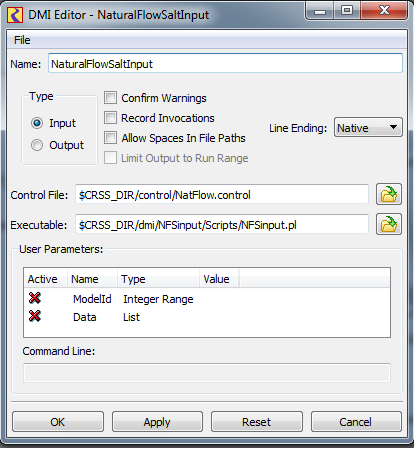 DMI Editor - NaturalFlowSaltInput
File
Name: NaturalFlowSaltInput
Type
Input
Output
Confirm Warnings
Record Invocations
Allow Spaces In File Paths
Limit Output to Run Range
Line Ending: Native
Control File: $CRSS_DIR/control/NatFlow.control
Executable: $CRSS_DIR/dmi/NFSinput/Scripts/NFSinput.pl
User Parameters:
Active Name Type Value
ModelId Integer Range
Data List
Command Line:
OK Apply Reset Cancel